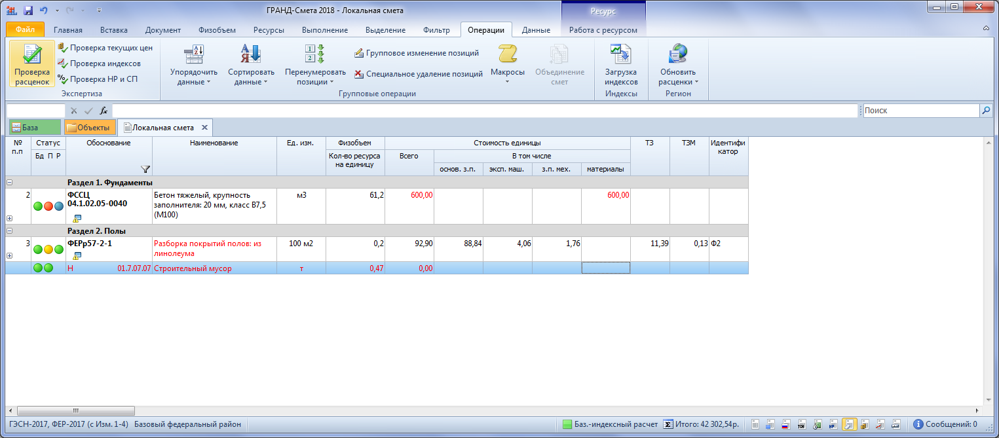 ГРАНД-Смета 2018 - Локальная смета
Ресурс
Файл Главная Вставка Документ Физобъем Ресурсы Выполнение Выделение Фильтр Операции Данные Работа с ресурсом
Проверка расценок
Проверка текущих цен
Проверка индексов
Проверка НР и СП
Экспертиза
Упорядочить данные
Сортировать данные
Перенумеровать позиции
Групповое изменение позиций
Специальное удаление позиций
Макросы
Объединение смет
Групповые операции
Загрузка индексов
Индексы
Обновить расценки
Регион
fx
Поиск
База Объекты Локальная смета
№ п.п
Статус
Бд П Р
Обоснование
Наименование
Ед. изм.
Физобъем
Кол-во ресурса на единицу
Стоимость единицы
Всего
В том числе
основ. з.п. эксп. маш. з.п. мех. материалы
ТЗ
ТЗМ
Идентифи
катор
Раздел 1. Фундаменты
2 ФССЦ 04.1.02.05-0040 Бетон тяжелый, крупность заполнителя: 20 мм, класс В7,5 (М100) м3 61,2 600,00 600,00
Раздел 2. Полы
3 ФЕРр57-2-1 Разборка покрытий полов: из линолеума 100 м2 0,2 92,90 88,84 4,06 1,76 11,39 0,13 Ф2
Н 01.7.07.07 Строительный мусор т 0,47 0,00
ГЭСН-2017, ФЕР-2017 (с Изм. 1-4) Базовый федеральный район Баз.-индексный расчет Итого: 42 302,54р. Сообщений: 0